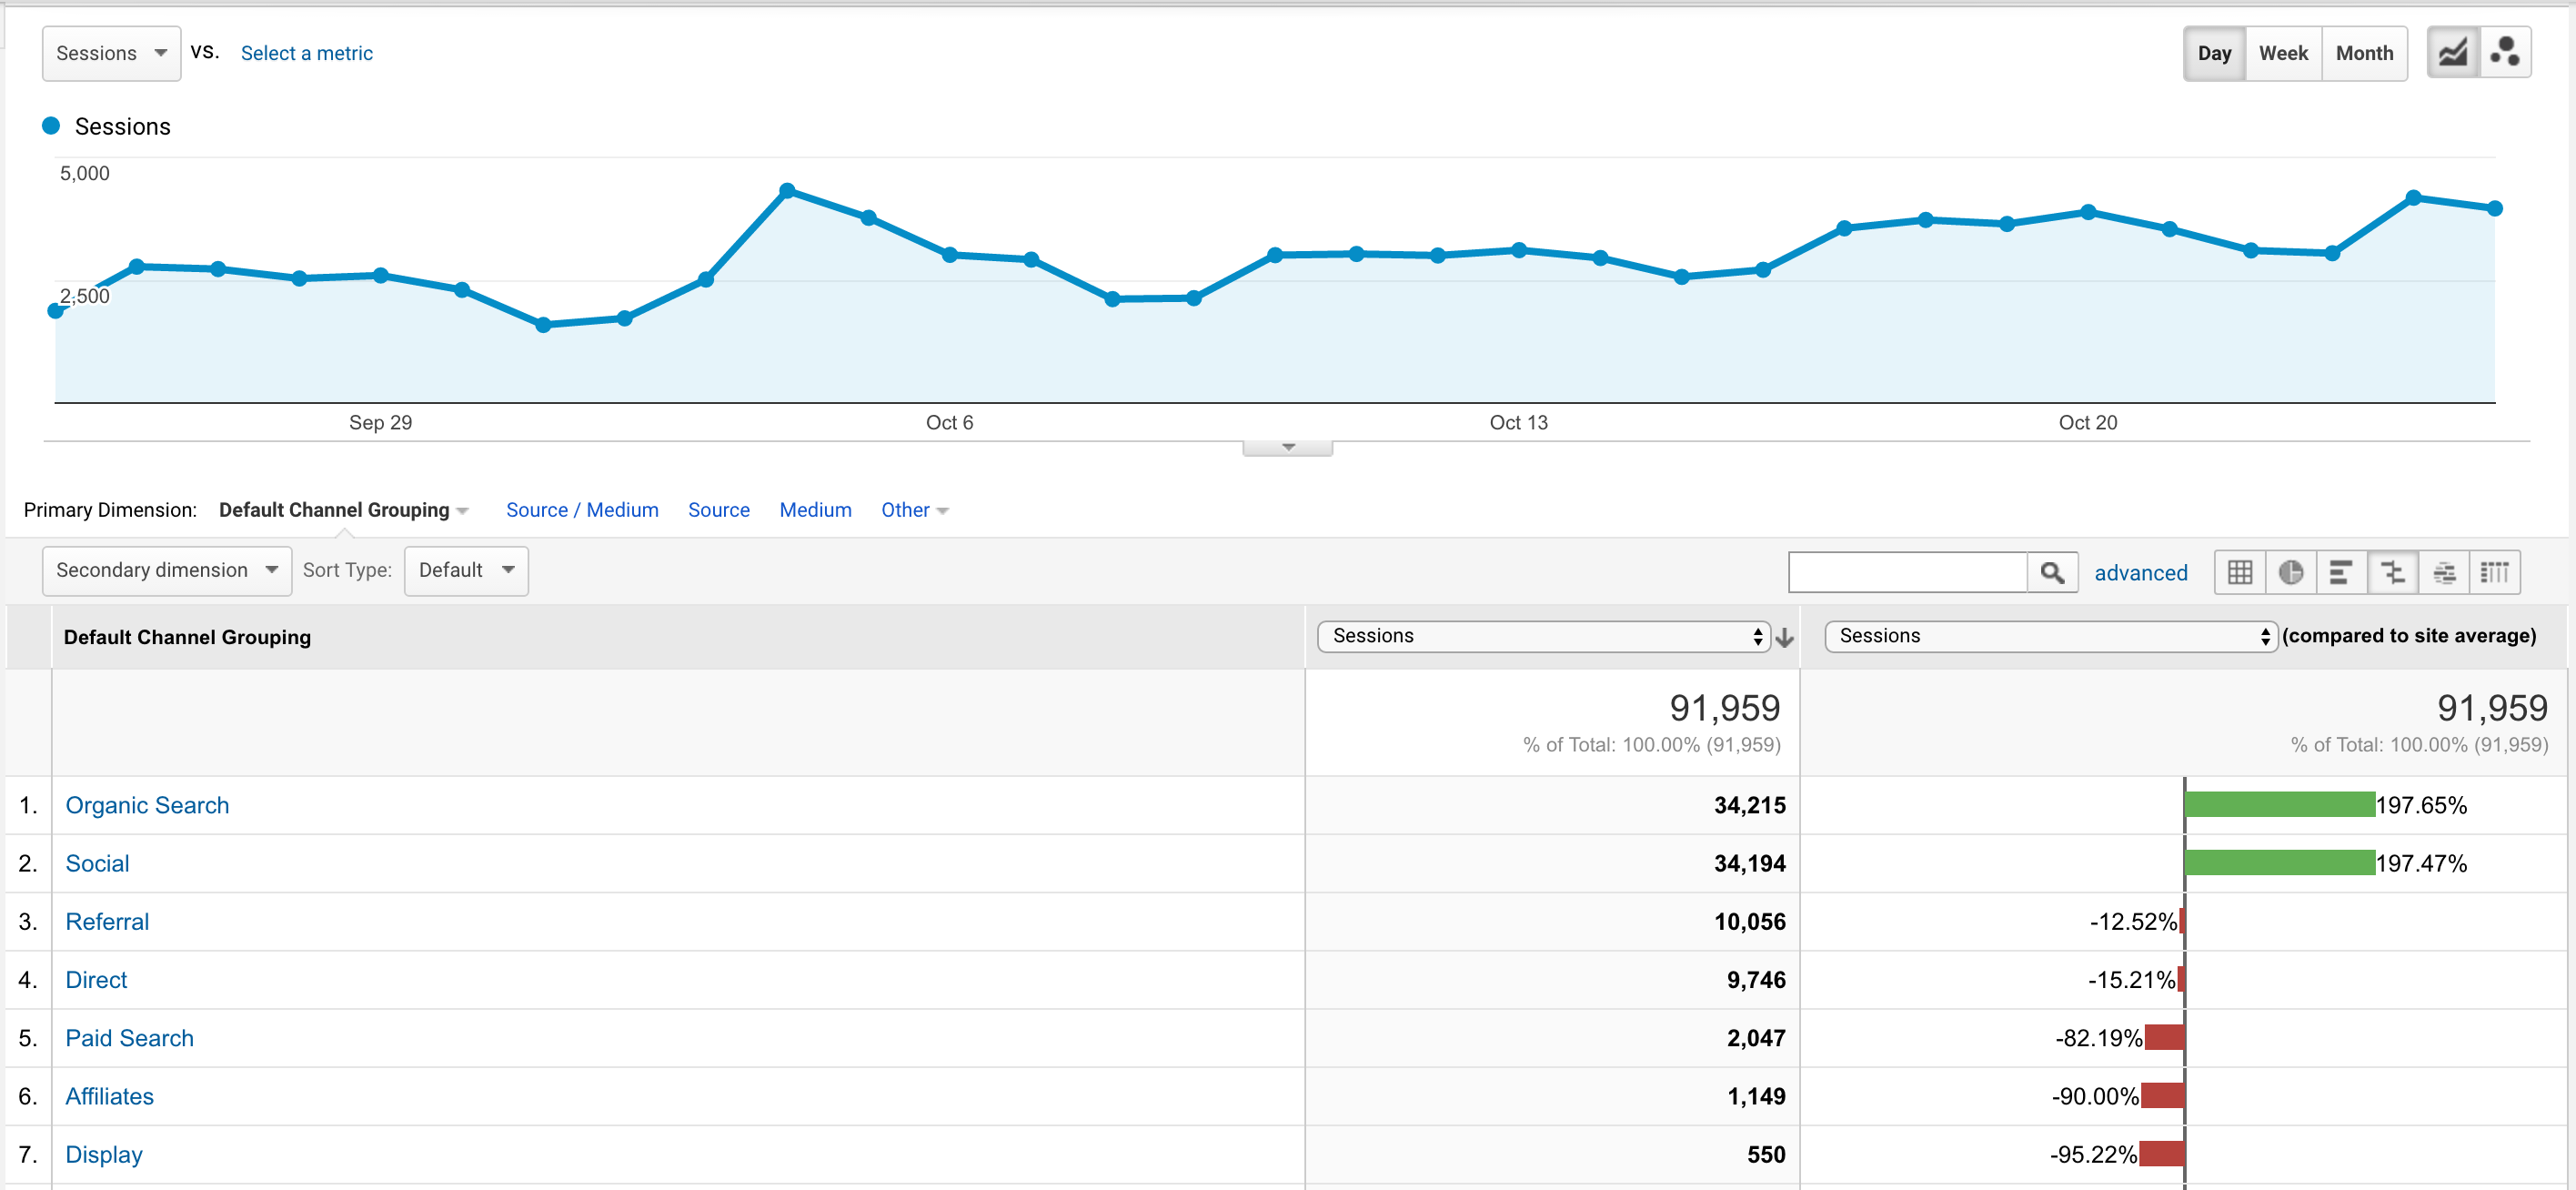 Sessions vs. Select a metric Day Week Month
Sessions
5,000
2,500
Sep 29 Oct 6 Oct 13 Oct 20
Primary Dimension: Default Channel Grouping Source / Medium Source Medium Other
Secondary dimension Sort Type: Default advanced
Default Channel Grouping Sessions Sessions (compared to site average)
91,959 91,959
% of Total: 100.00% (91,959) % of Total: 100.00% (91,959)
1. Organic Search 34,215 197.65%
2. Social 34,194 197.47%
3. Referral 10,056 -12.52%
4. Direct 9,746 -15.21%
5. Paid Search 2,047 -82.19%
6. Affiliates 1,149 -90.00%
7. Display 550 -95.22%